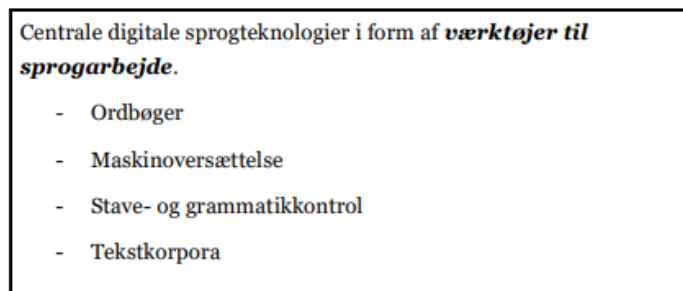 Centrale digitale sprogteknologier i form af værktøjer til
sprogarbejde.
- Ordbøger
- Maskinoversættelse
- Stave- og grammatikkontrol
- Tekstkorpora